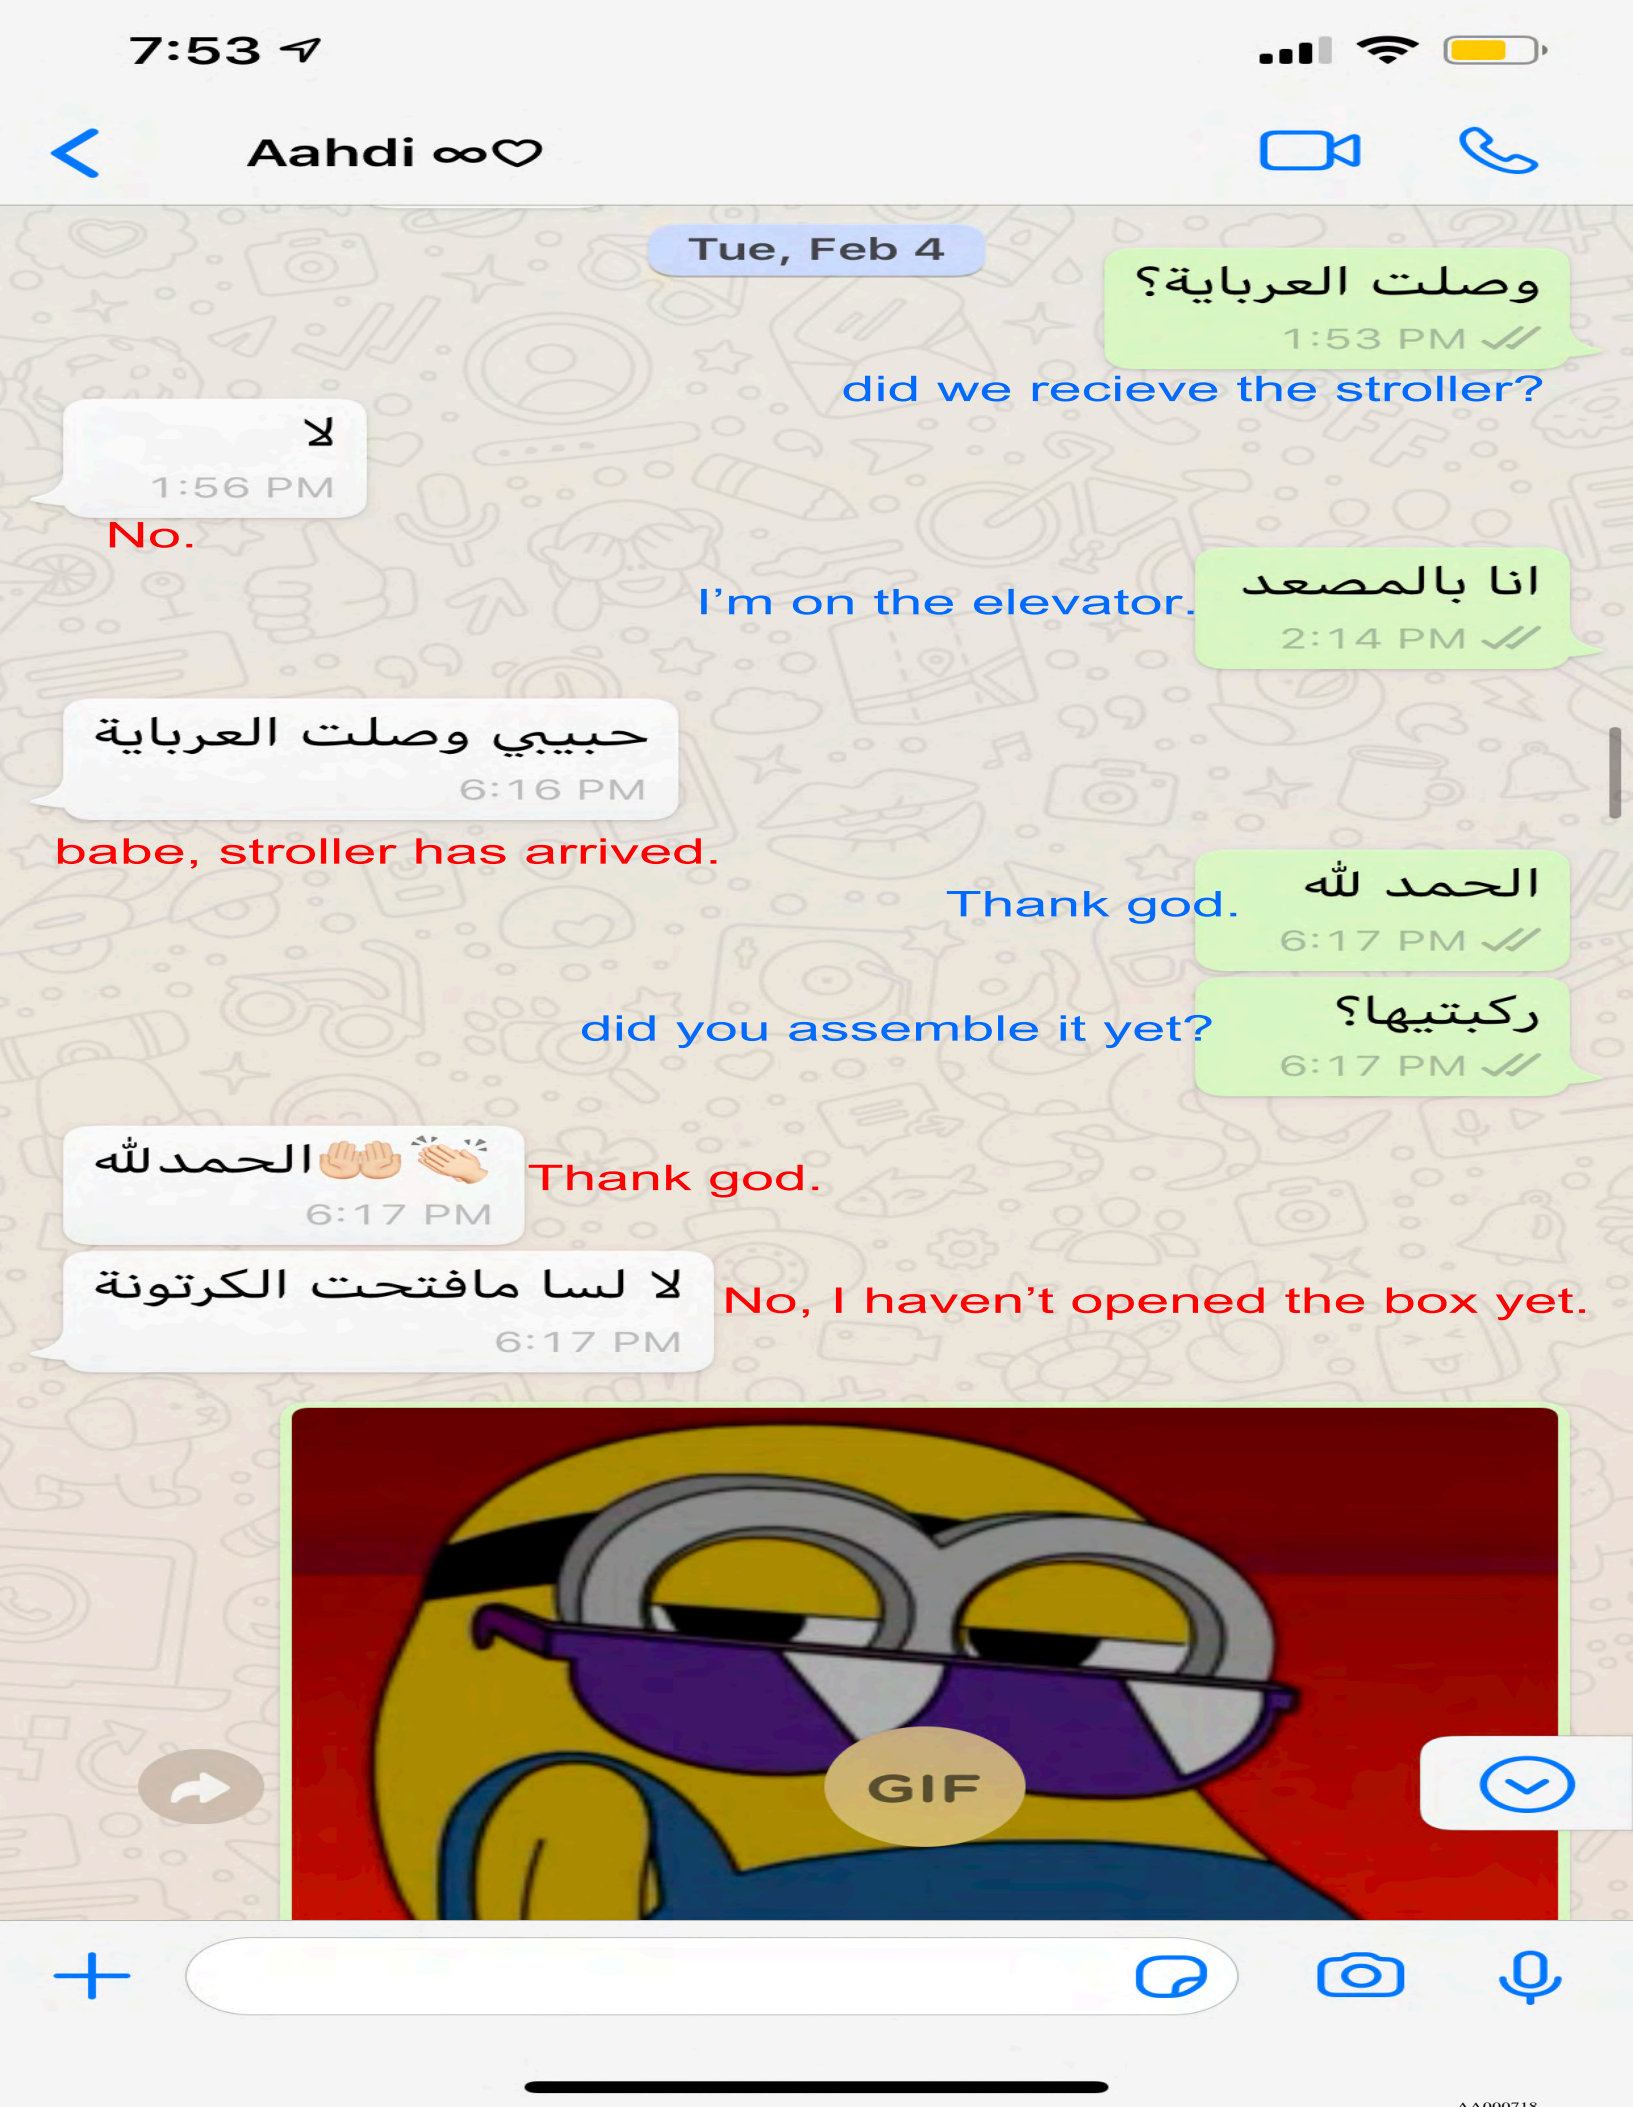 7:53
Aahdi ∞♡
Tue, Feb 4
وصلت العرباية؟
1:53 PM
did we recieve the stroller?
لا
1:56 PM
No.
انا بالمصعد
I'm on the elevator.
2:14 PM
حبيبي وصلت العرباية
6:16 PM
babe, stroller has arrived.
الحمد لله
Thank god.
6:17 PM
ركبتيها؟
did you assemble it yet?
6:17 PM
الحمدلله🤲🏻👏🏻
Thank god.
6:17 PM
لا لسا مافتحت الكرتونة
No, I haven't opened the box yet.
6:17 PM
GIF
AA000718